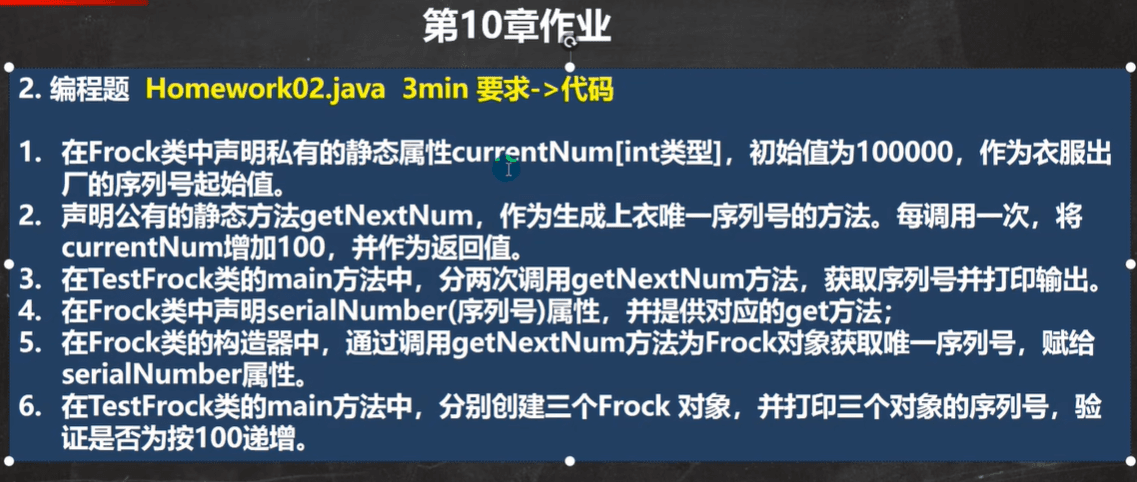 第10章作业
2. 编程题 Homework02.java 3min 要求->代码
1. 在Frock类中声明私有的静态属性currentNum[int类型]，初始值为100000，作为衣服出
厂的序列号起始值。
2. 声明公有的静态方法getNextNum，作为生成上衣唯一序列号的方法。每调用一次，将
currentNum增加100，并作为返回值。
3. 在TestFrock类的main方法中，分两次调用getNextNum方法，获取序列号并打印输出。
4. 在Frock类中声明serialNumber(序列号)属性，并提供对应的get方法；
5. 在Frock类的构造器中，通过调用getNextNum方法为Frock对象获取唯一序列号，赋给
serialNumber属性。
6. 在TestFrock类的main方法中，分别创建三个Frock 对象，并打印三个对象的序列号，验
证是否为按100递增。